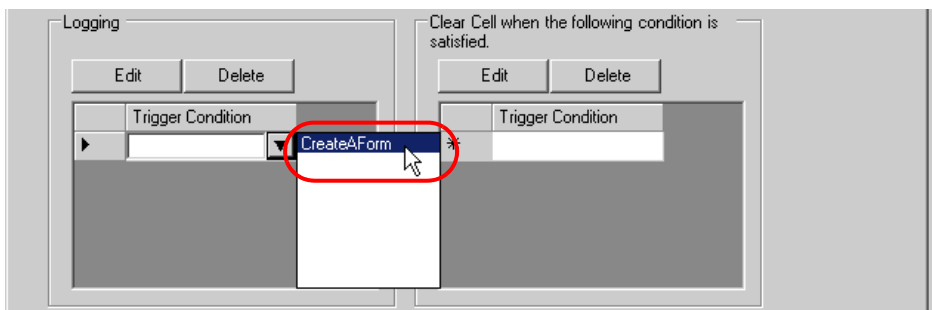 Logging
Edit
Delete
Trigger Condition
CreateAForm
Clear Cell when the following condition is
satisfied.
Edit
Delete
Trigger Condition